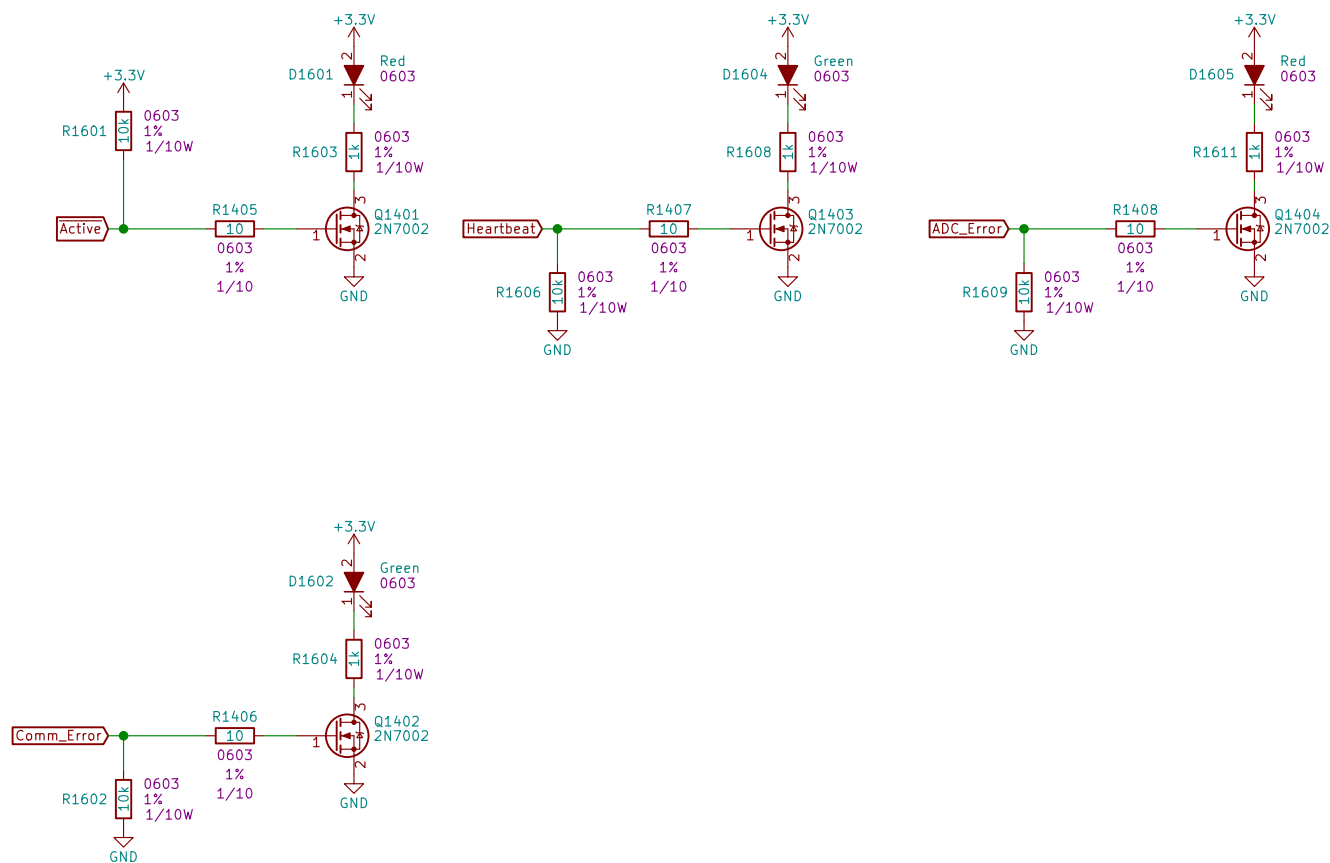 +3.3V
D1601
2
1
Red
0603
+3.3V
R1601
10k
0603
1%
1/10W
R1603
1k
0603
1%
1/10W
Active
R1405
10
0603
1%
1/10
1
3
2
Q1401
2N7002
GND
+3.3V
D1604
2
1
Green
0603
R1608
1k
0603
1%
1/10W
Heartbeat
R1407
10
0603
1%
1/10
1
3
2
Q1403
2N7002
GND
R1606
10k
0603
1%
1/10W
GND
+3.3V
D1605
2
1
Red
0603
R1611
1k
0603
1%
1/10W
ADC_Error
R1408
10
0603
1%
1/10
1
3
2
Q1404
2N7002
GND
R1609
10k
0603
1%
1/10W
GND
+3.3V
D1602
2
1
Green
0603
R1604
1k
0603
1%
1/10W
Comm_Error
R1406
10
0603
1%
1/10
1
3
2
Q1402
2N7002
GND
R1602
10k
0603
1%
1/10W
GND